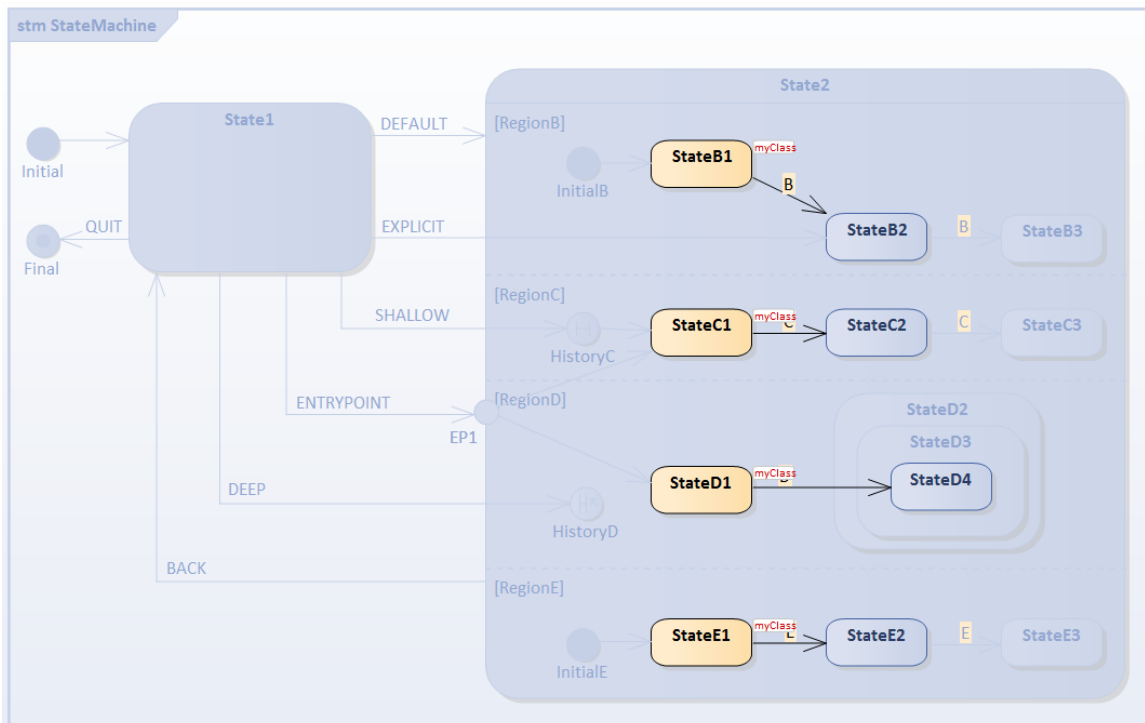 stm StateMachine
State1
State2
DEFAULT
[RegionB]
Initial
InitialB
StateB1
myClass
B
QUIT
EXPLICIT
StateB2
B
StateB3
Final
[RegionC]
SHALLOW
HistoryC
StateC1
myClass
C
StateC2
C
StateC3
ENTRYPOINT
EP1
[RegionD]
StateD2
StateD3
StateD1
myClass
StateD4
DEEP
H*
HistoryD
BACK
[RegionE]
InitialE
StateE1
myClass
StateE2
E
StateE3